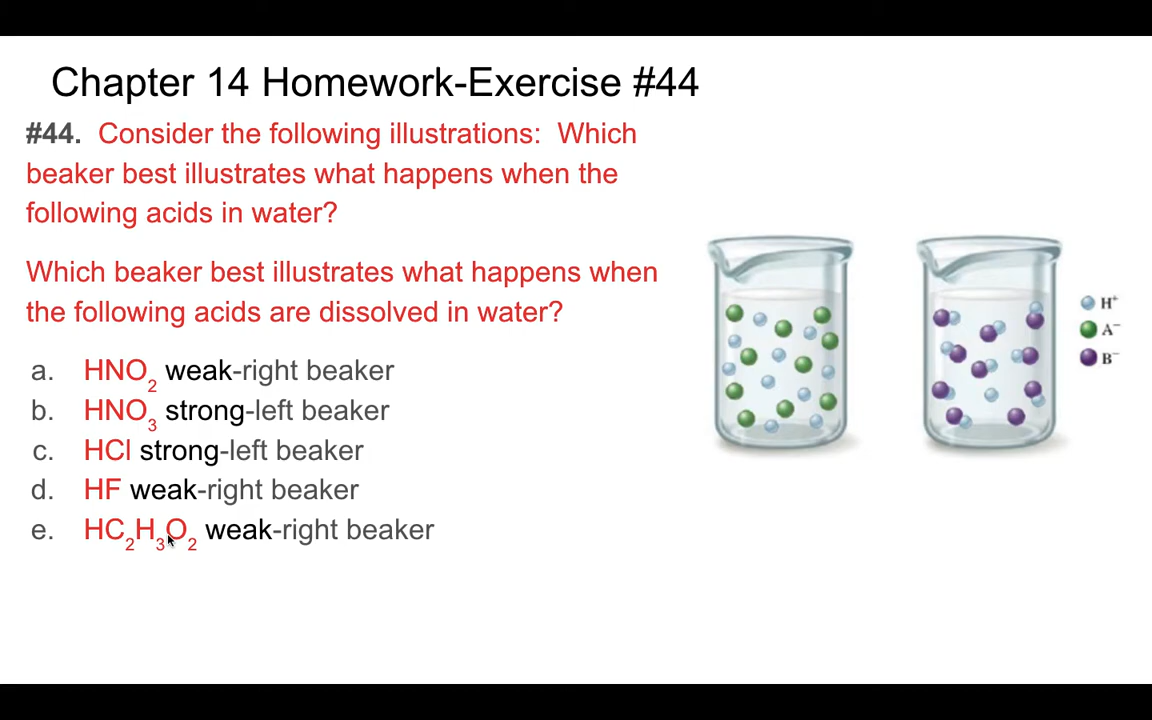 Chapter 14 Homework-Exercise #44
#44. Consider the following illustrations: Which
beaker best illustrates what happens when the
following acids in water?
Which beaker best illustrates what happens when
the following acids are dissolved in water?
a. HNO₂ weak-right beaker
b. HNO₃ strong-left beaker
c. HCl strong-left beaker
d. HF weak-right beaker
e. HC₂H₃O₂ weak-right beaker
H⁺
A⁻
B⁻